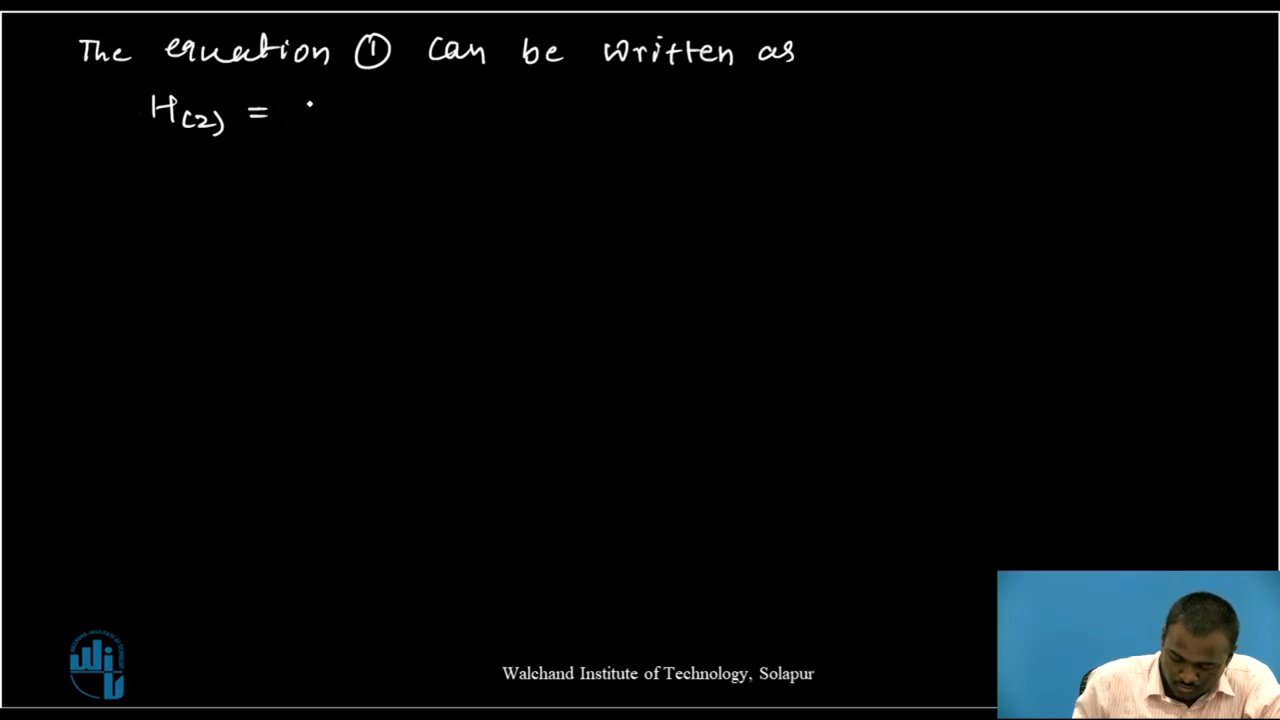 The equation ① can be written as
H(z) =
Walchand Institute of Technology, Solapur